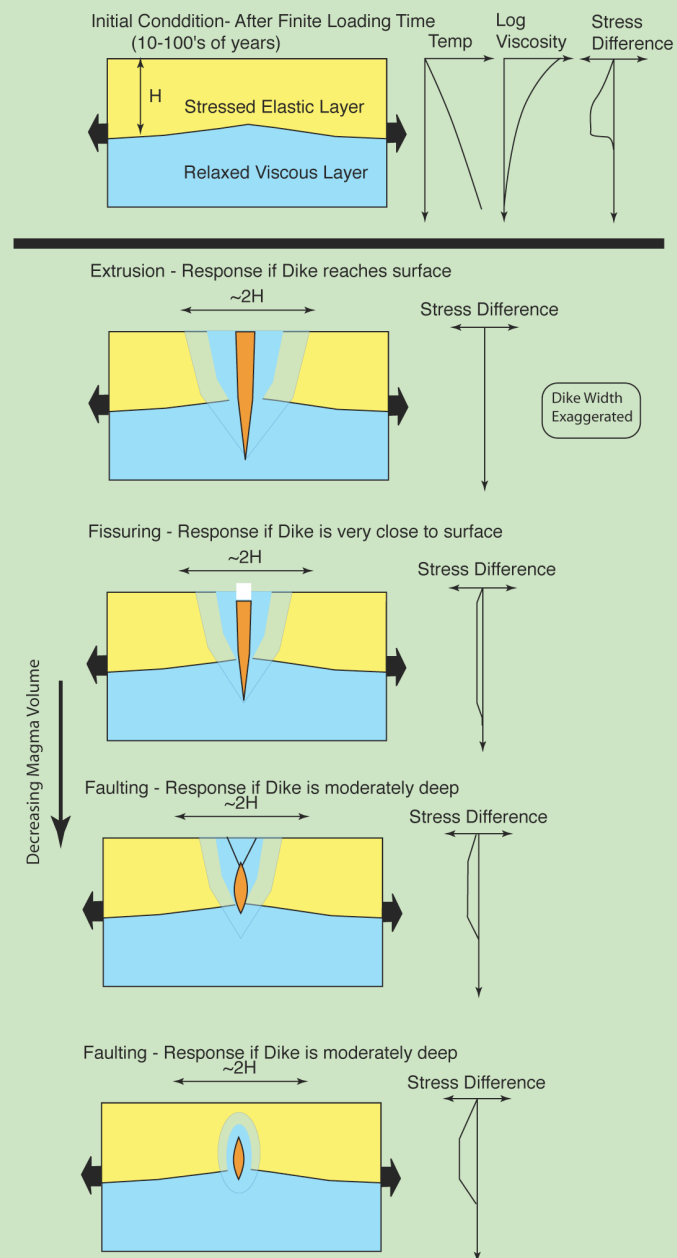 Initial Conddition- After Finite Loading Time
(10-100's of years)
Temp
Log
Viscosity
Stress
Difference
H
Stressed Elastic Layer
Relaxed Viscous Layer
Extrusion - Response if Dike reaches surface
~2H
Stress Difference
Dike Width
Exaggerated
Fissuring - Response if Dike is very close to surface
~2H
Stress Difference
Decreasing Magma Volume
Faulting - Response if Dike is moderately deep
~2H
Stress Difference
Faulting - Response if Dike is moderately deep
~2H
Stress Difference